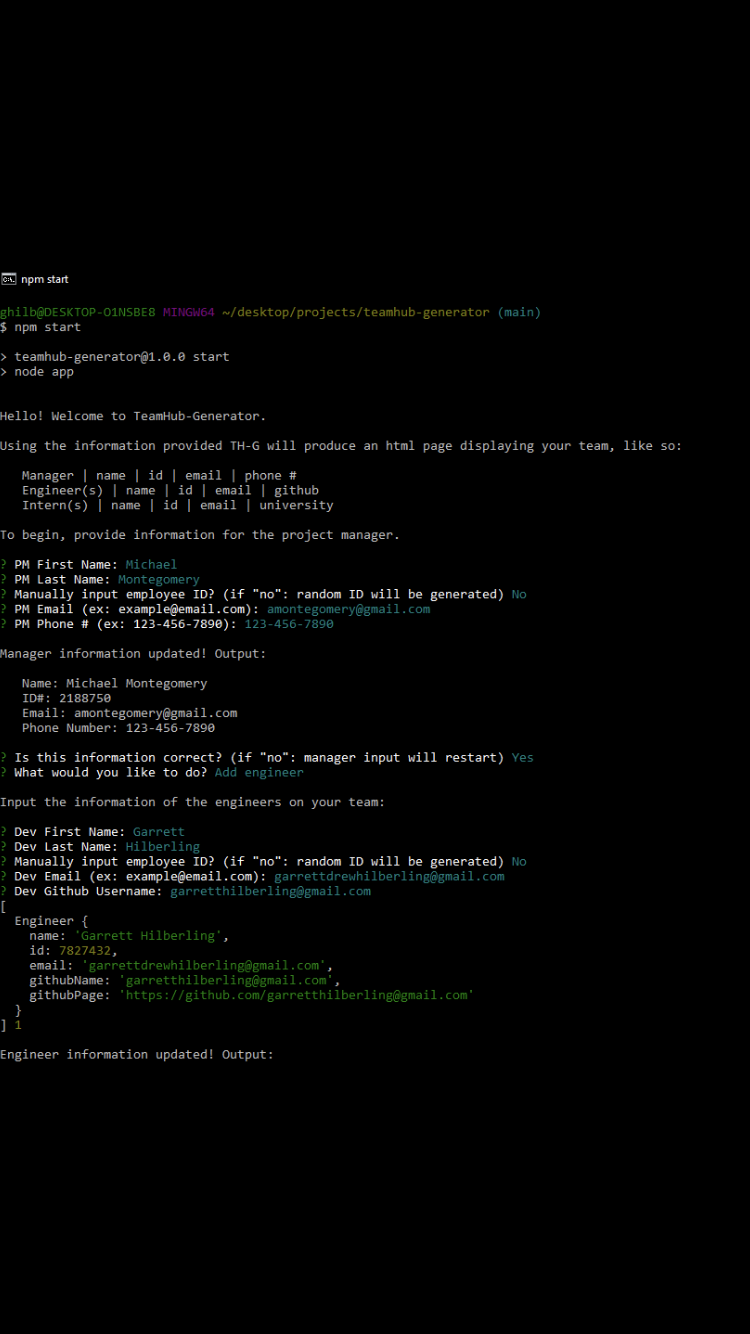 npm start
ghilb@DESKTOP-O1NSBE8 MINGW64 ~/desktop/projects/teamhub-generator (main)
$ npm start
> teamhub-generator@1.0.0 start
> node app
Hello! Welcome to TeamHub-Generator.
Using the information provided TH-G will produce an html page displaying your team, like so:
Manager | name | id | email | phone #
Engineer(s) | name | id | email | github
Intern(s) | name | id | email | university
To begin, provide information for the project manager.
? PM First Name: Michael
? PM Last Name: Montegomery
? Manually input employee ID? (if "no": random ID will be generated) No
? PM Email (ex: example@email.com): amontegomery@gmail.com
? PM Phone # (ex: 123-456-7890): 123-456-7890
Manager information updated! Output:
Name: Michael Montegomery
ID#: 2188750
Email: amontegomery@gmail.com
Phone Number: 123-456-7890
? Is this information correct? (if "no": manager input will restart) Yes
? What would you like to do? Add engineer
Input the information of the engineers on your team:
? Dev First Name: Garrett
? Dev Last Name: Hilberling
? Manually input employee ID? (if "no": random ID will be generated) No
? Dev Email (ex: example@email.com): garrettdrewhilberling@gmail.com
? Dev Github Username: garretthilberling@gmail.com
[
Engineer {
name: 'Garrett Hilberling',
id: 7827432,
email: 'garrettdrewhilberling@gmail.com',
githubName: 'garretthilberling@gmail.com',
githubPage: 'https://github.com/garretthilberling@gmail.com'
}
] 1
Engineer information updated! Output: